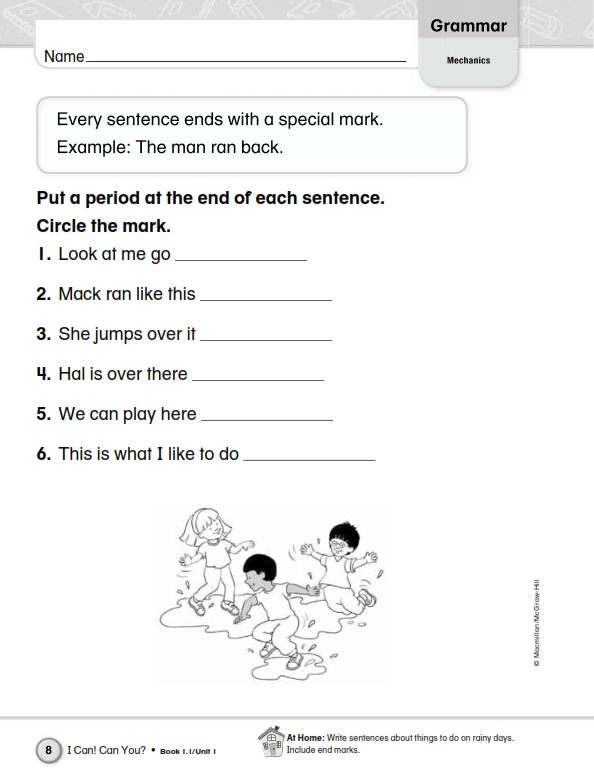 Grammar
Mechanics
Name
Every sentence ends with a special mark.
Example: The man ran back.
Put a period at the end of each sentence.
Circle the mark.
1. Look at me go
2. Mack ran like this
3. She jumps over it
4. Hal is over there
5. We can play here
6. This is what I like to do
© Macmillan/McGraw-Hill
8 I Can! Can You? • Book 1.1/Unit 1
At Home: Write sentences about things to do on rainy days.
Include end marks.